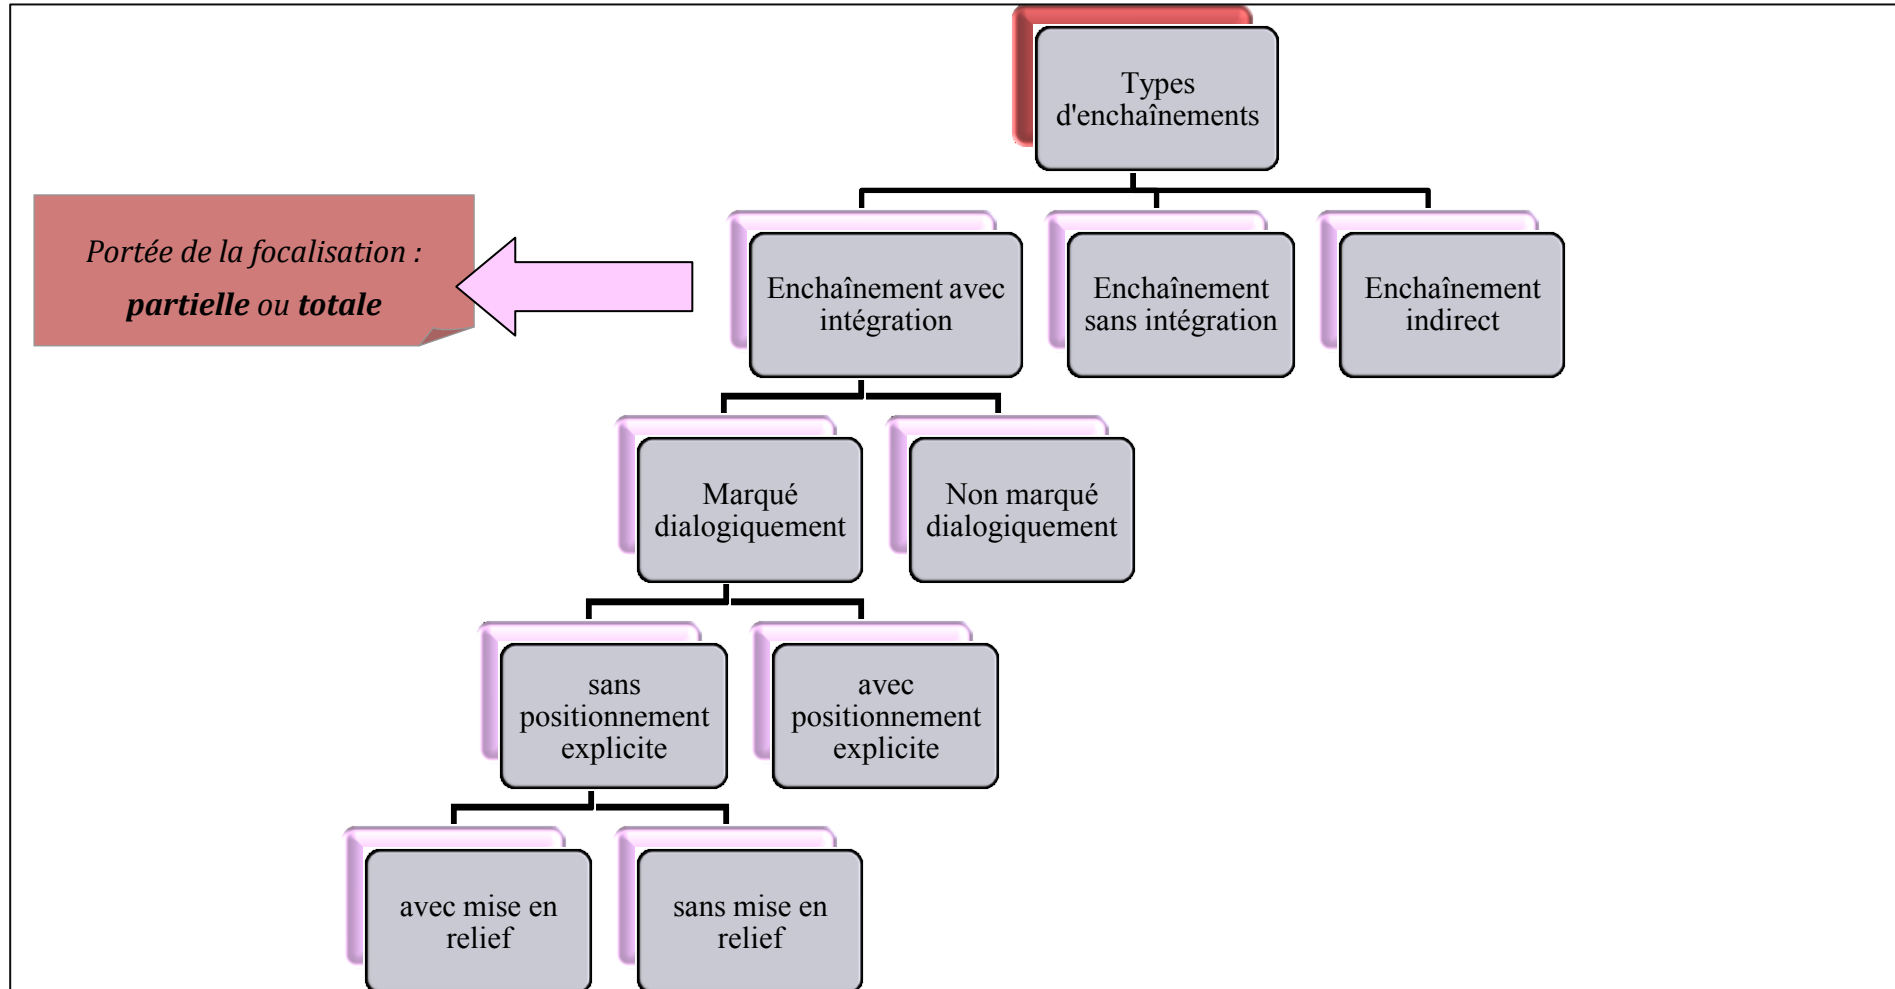 Types
d'enchaînements
Portée de la focalisation :
partielle ou totale
Enchaînement avec
intégration
Enchaînement
sans intégration
Enchaînement
indirect
Marqué
dialogiquement
Non marqué
dialogiquement
sans
positionnement
explicite
avec
positionnement
explicite
avec mise en
relief
sans mise en
relief